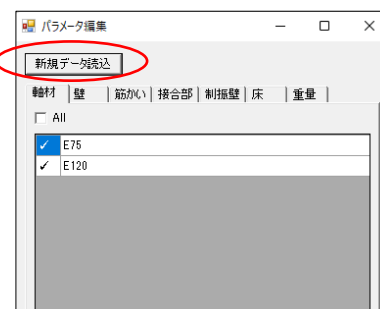 パラメータ編集
新規データ読込
軸材 壁 筋かい 接合部 制振壁 床 重量
All
E75
E120